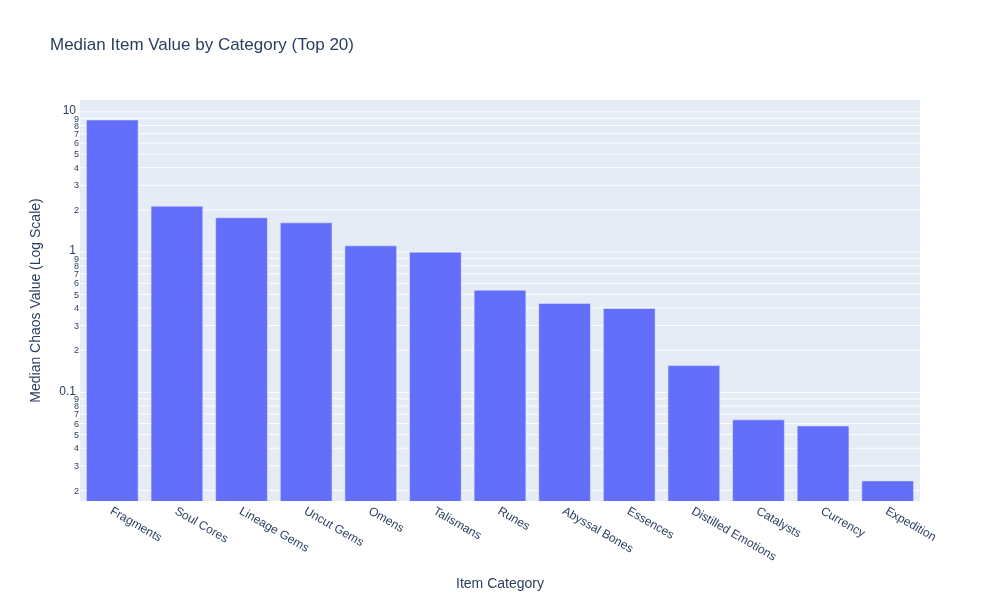 Median Item Value by Category (Top 20)
Median Chaos Value (Log Scale)
10
9
8
7
6
5
4
3
2
1
9
8
7
6
5
4
3
2
0.1
9
8
7
6
5
4
3
2
Fragments
Soul Cores
Lineage Gems
Uncut Gems
Omens
Talismans
Runes
Abyssal Bones
Essences
Distilled Emotions
Catalysts
Currency
Expedition
Item Category